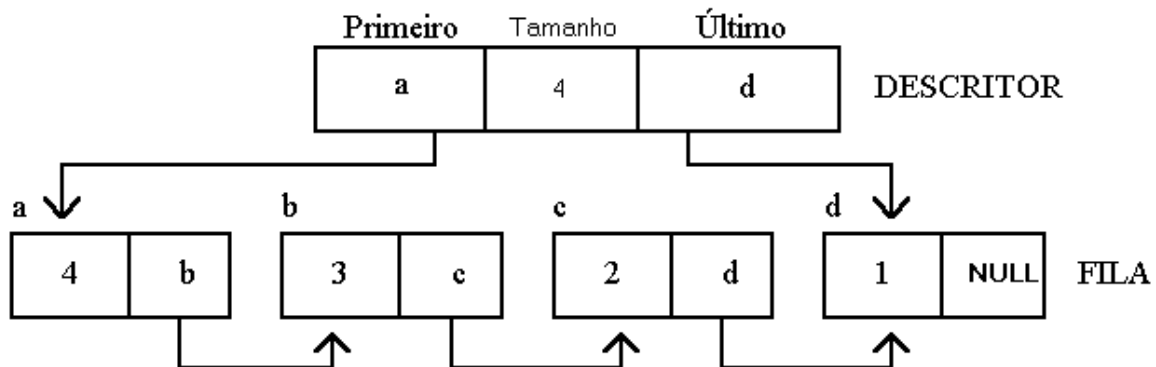 Primeiro Tamanho Último
a 4 d DESCRITOR
a b c d
4 b 3 c 2 d 1 NULL FILA